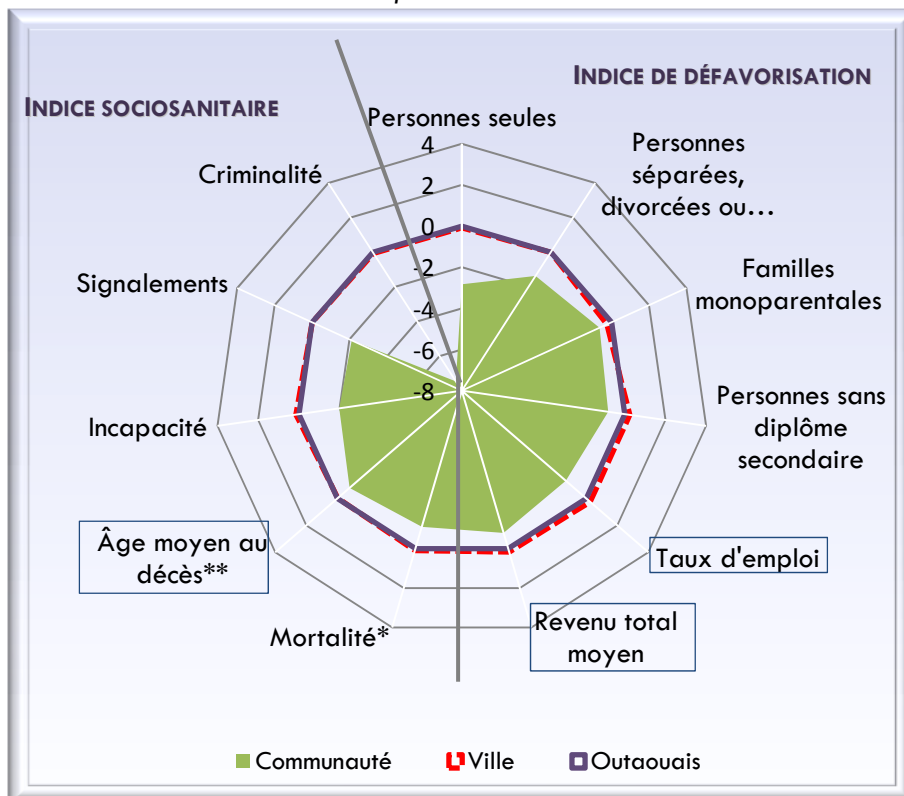 INDICE DE DÉFAVORISATION
INDICE SOCIOSANITAIRE
Personnes seules
Personnes
séparées,
divorcées ou…
Familles
monoparentales
Personnes sans
diplôme
secondaire
Taux d'emploi
Revenu total
moyen
Mortalité*
Âge moyen au
décès**
Incapacité
Signalements
Criminalité
4
2
0
-2
-4
-6
-8
Communauté
Ville
Outaouais